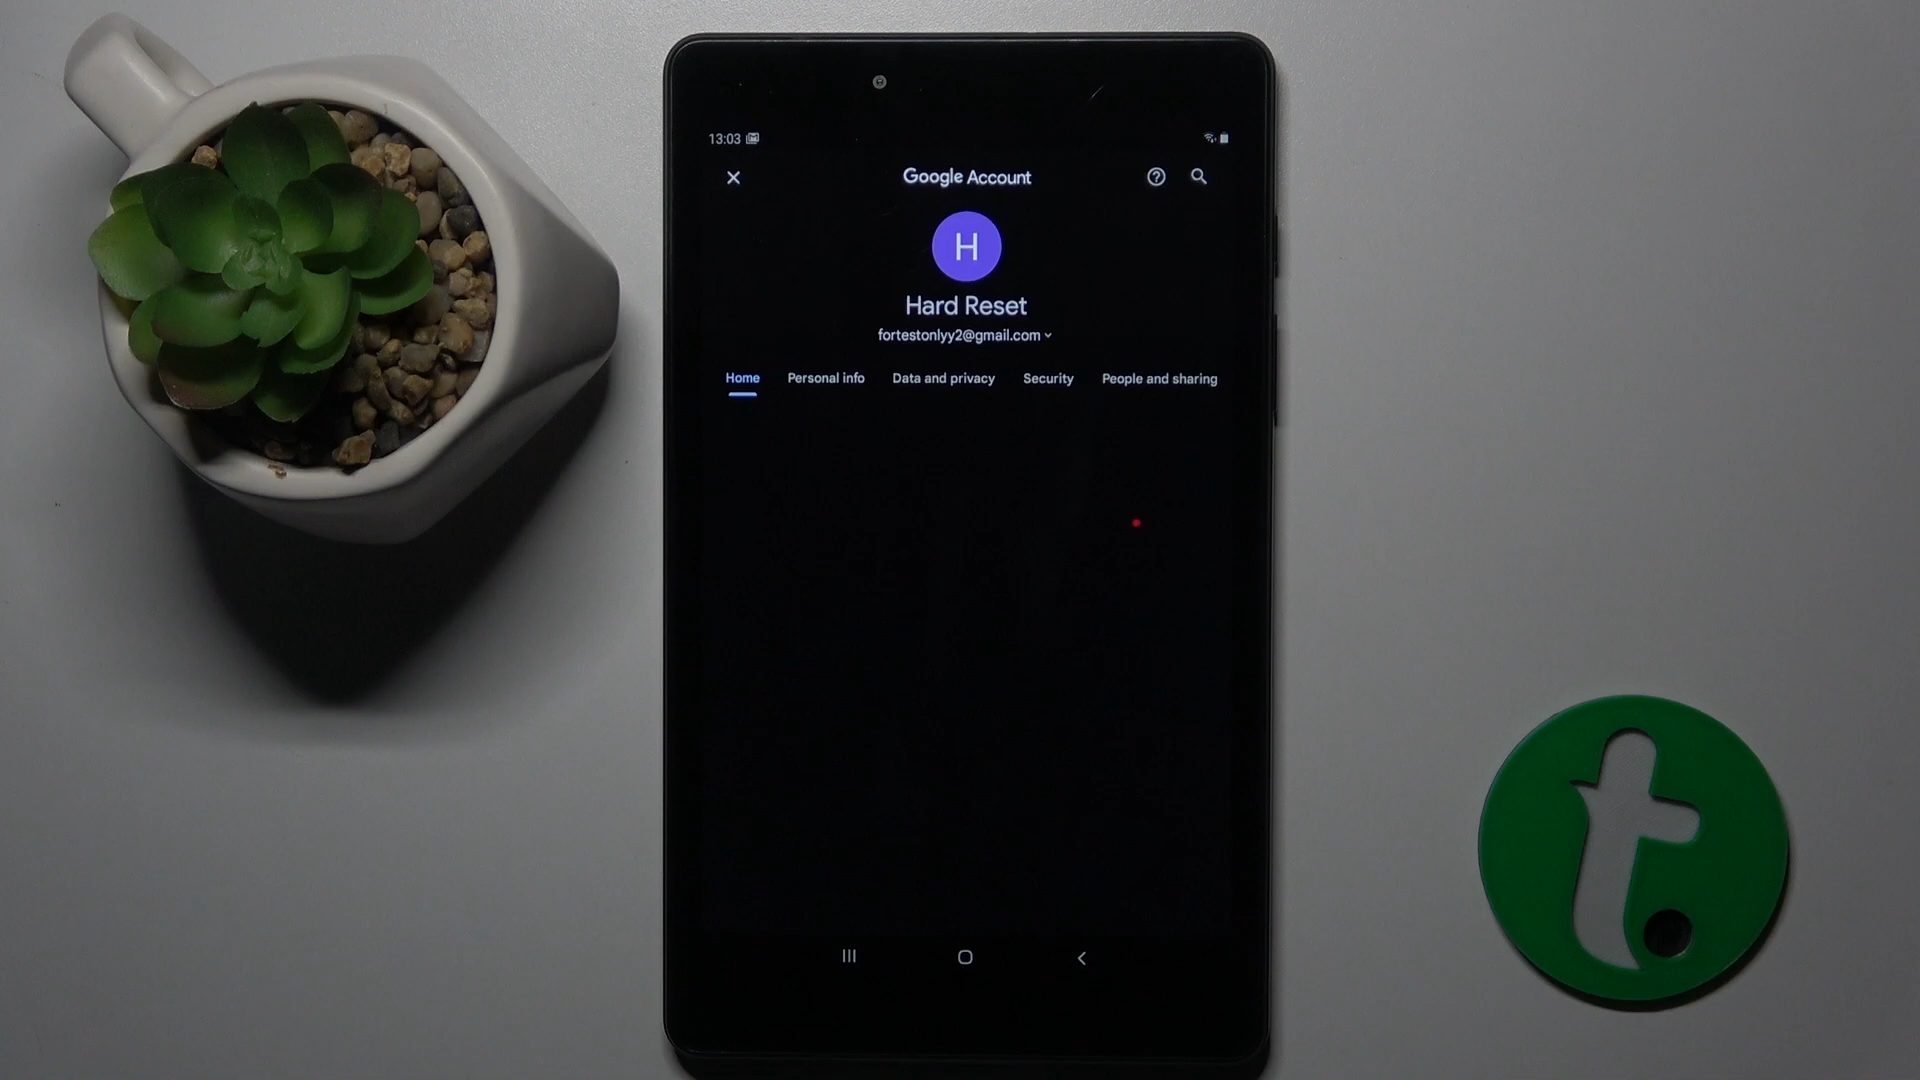 13:03
Google Account
H
Hard Reset
fortestonlyy2@gmail.com
Home Personal info Data and privacy Security People and sharing
t.